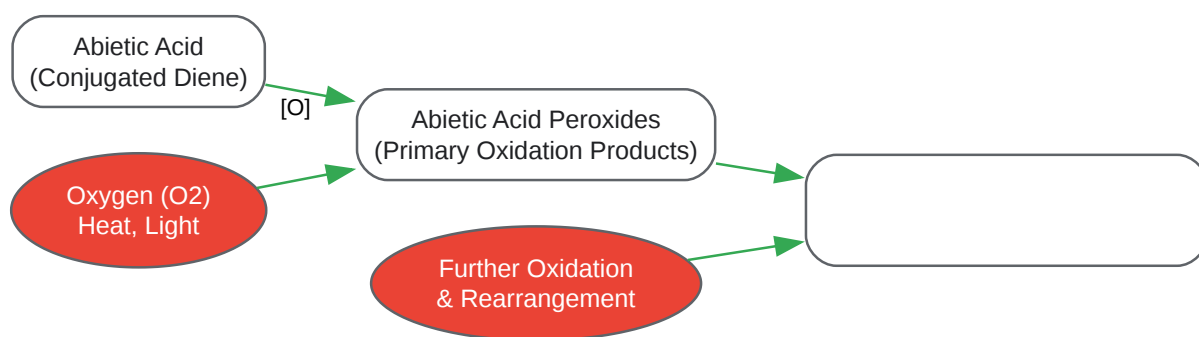 Abietic Acid
(Conjugated Diene)
[O]
Abietic Acid Peroxides
(Primary Oxidation Products)
Oxygen (O2)
Heat, Light
Further Oxidation
& Rearrangement